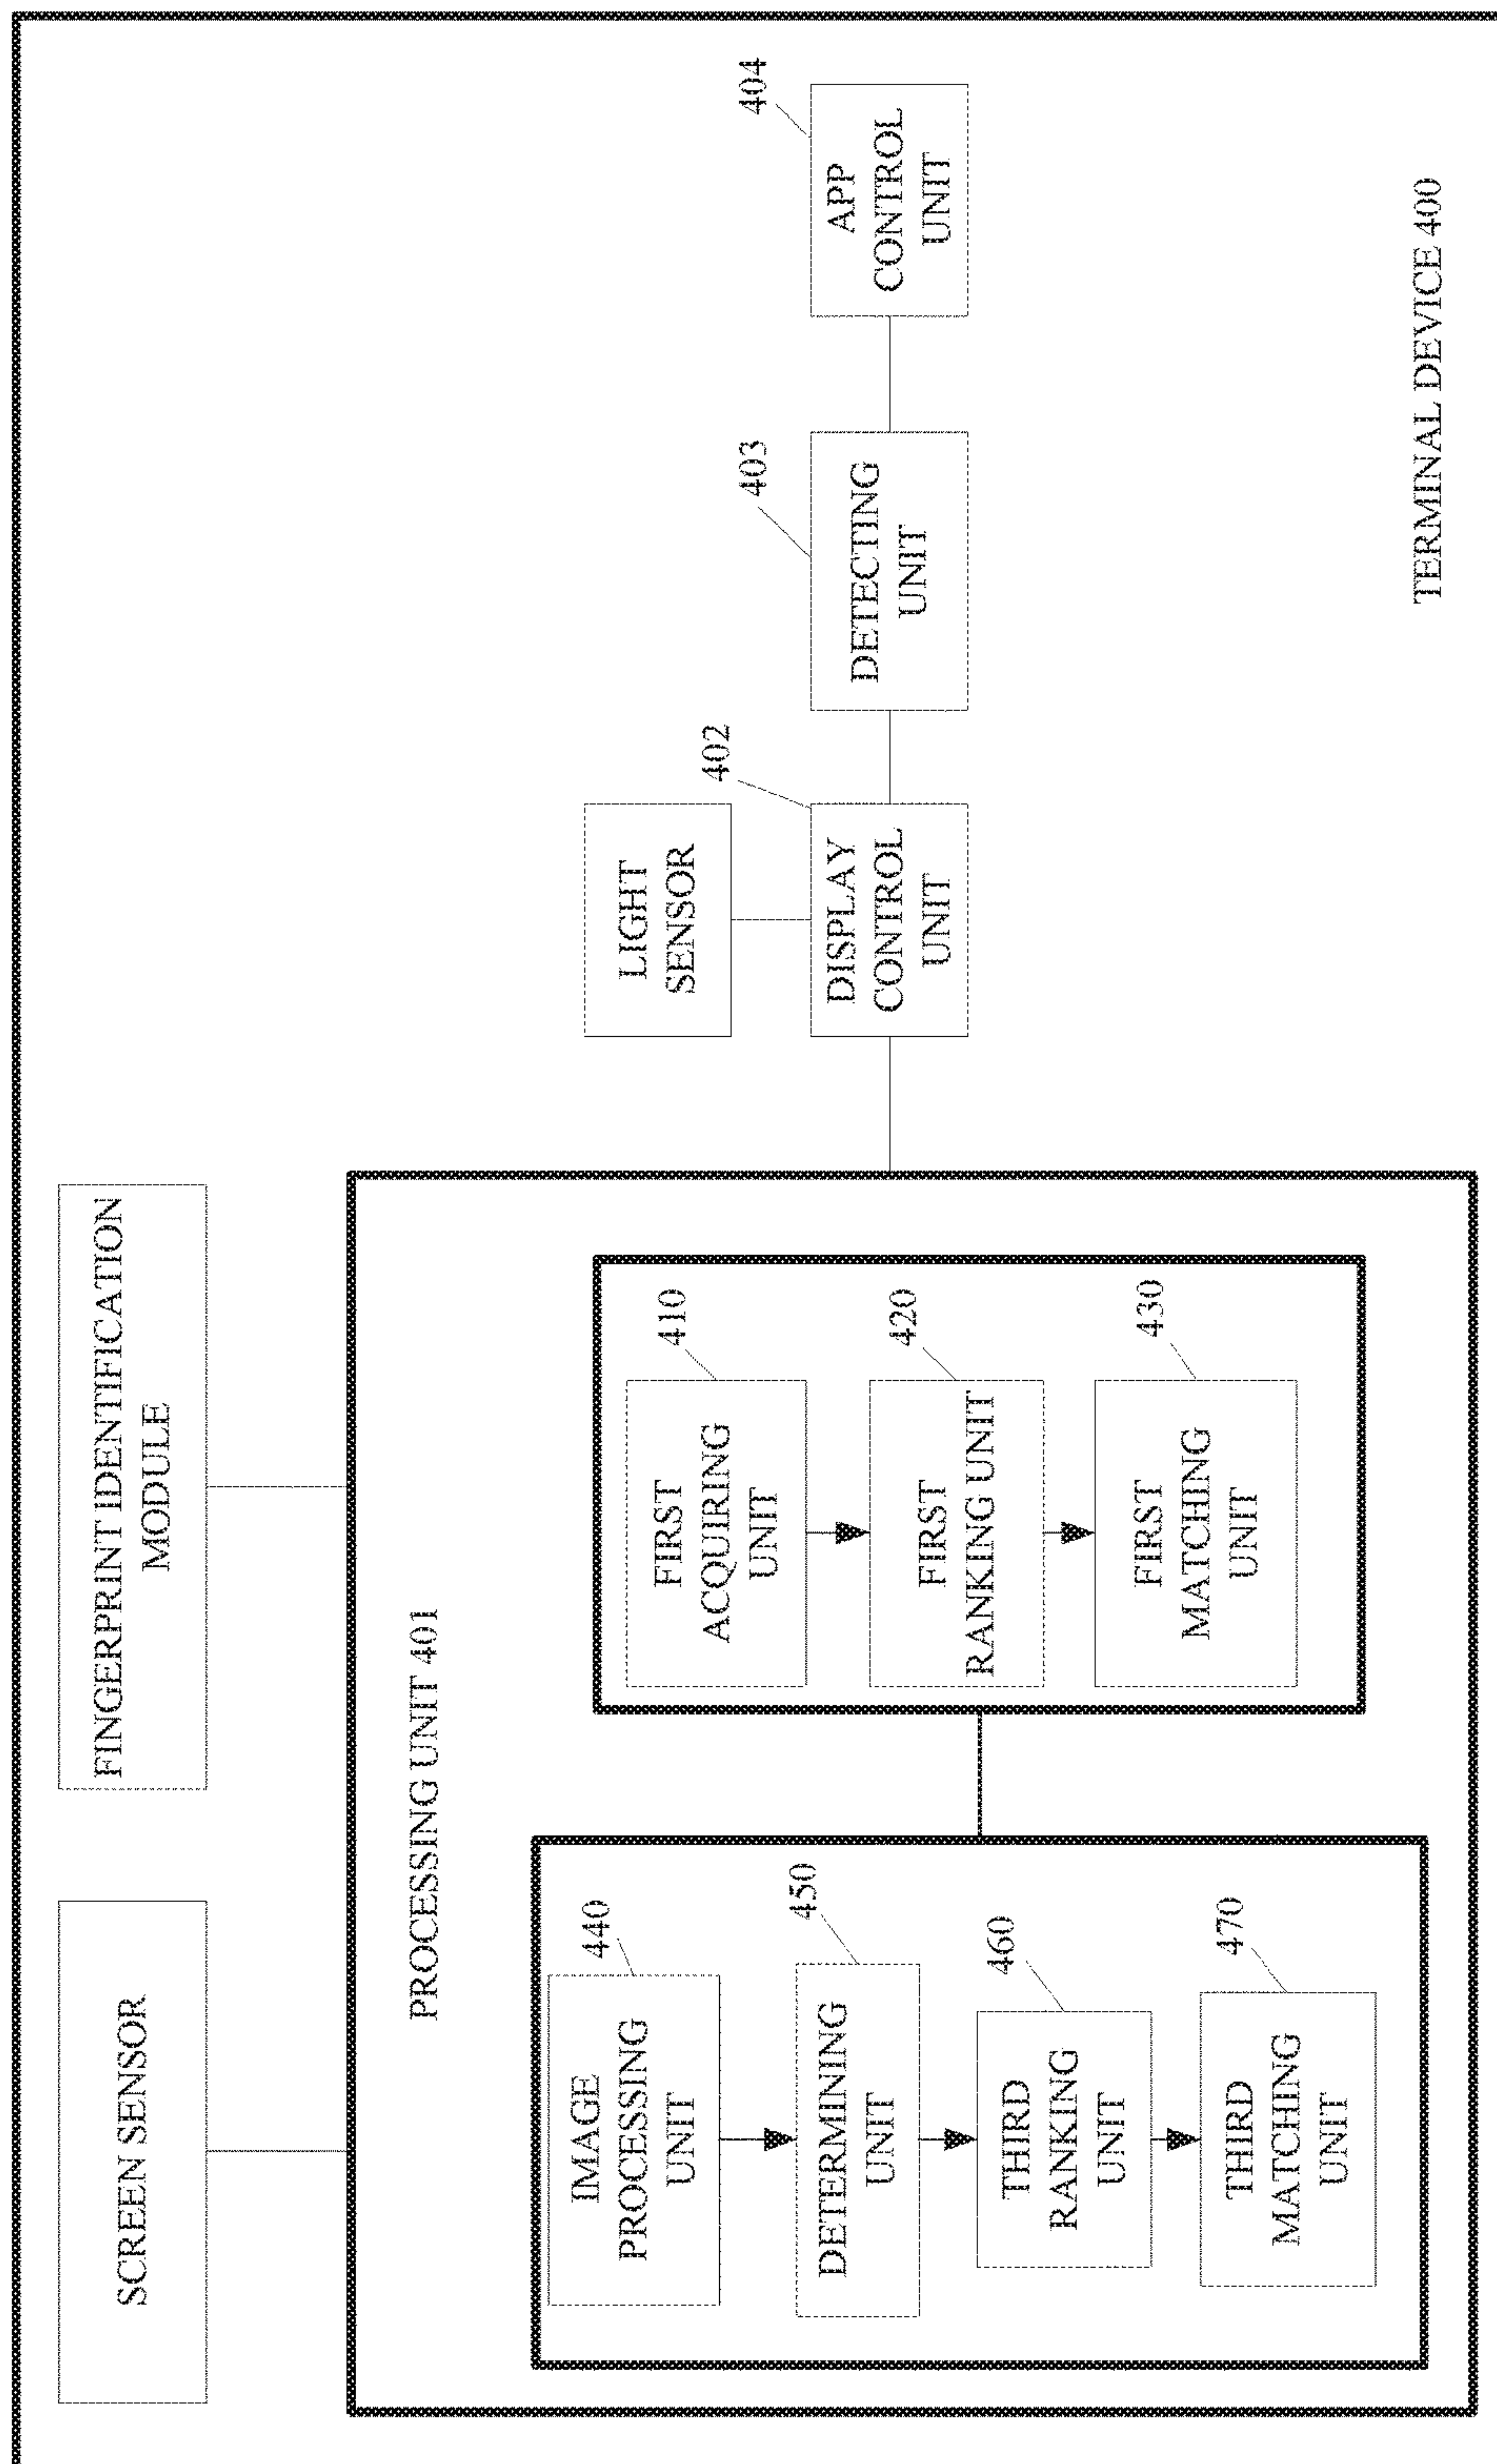 SCREEN SENSOR
FINGERPRINT IDENTIFICATION
MODULE
PROCESSING UNIT 401
IMAGE
PROCESSING
UNIT
440
DETERMINING
UNIT
450
THIRD
RANKING
UNIT
460
THIRD
MATCHING
UNIT
470
FIRST
ACQUIRING
UNIT
410
FIRST
RANKING UNIT
420
FIRST
MATCHING
UNIT
430
LIGHT
SENSOR
DISPLAY
CONTROL
UNIT
402
DETECTING
UNIT
403
APP
CONTROL
UNIT
404
TERMINAL DEVICE 400